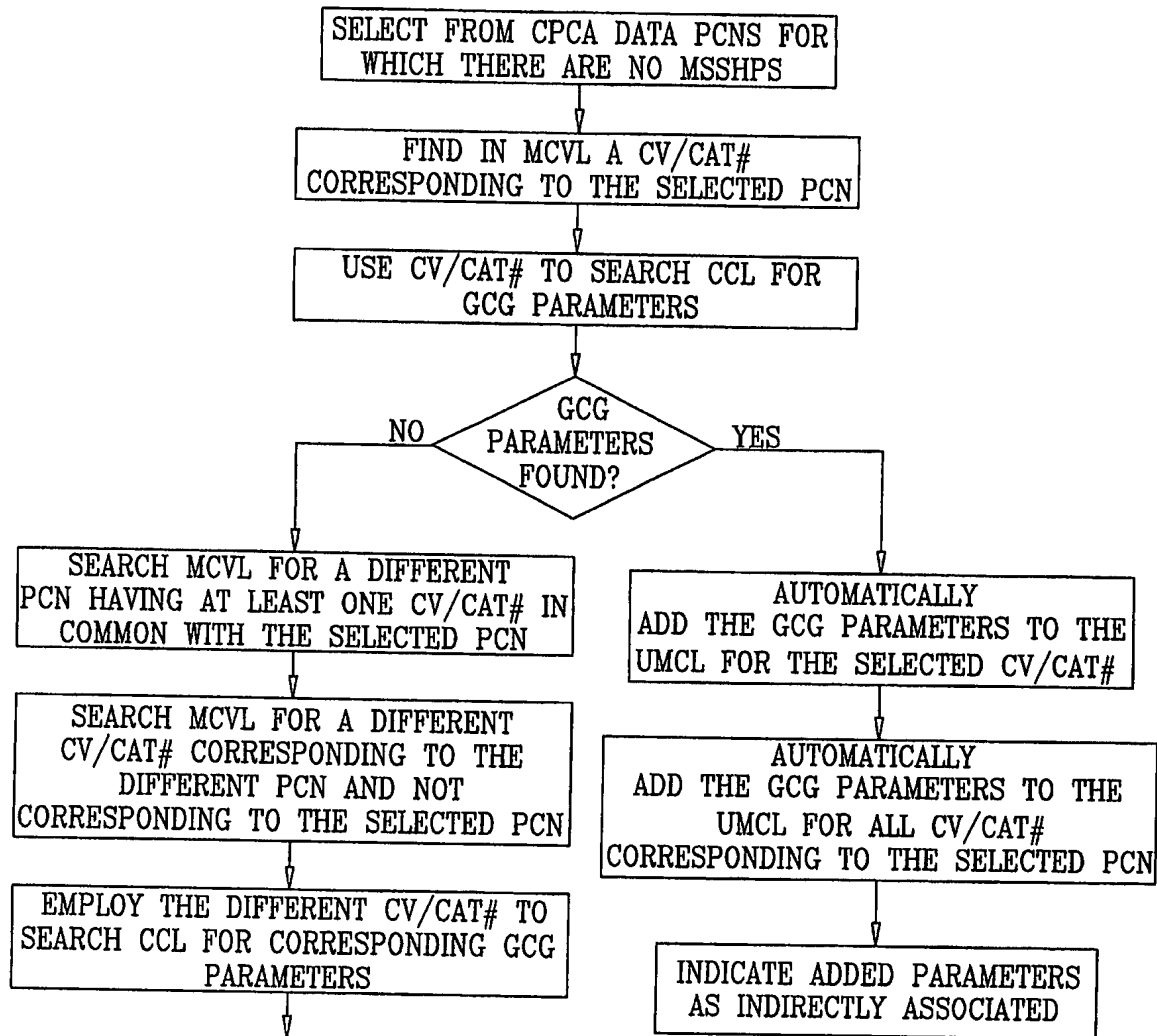 SELECT FROM CPCA DATA PCNS FOR
WHICH THERE ARE NO MSSHPS
FIND IN MCVL A CV/CAT#
CORRESPONDING TO THE SELECTED PCN
USE CV/CAT# TO SEARCH CCL FOR
GCG PARAMETERS
GCG
PARAMETERS
FOUND?
NO
YES
SEARCH MCVL FOR A DIFFERENT
PCN HAVING AT LEAST ONE CV/CAT# IN
COMMON WITH THE SELECTED PCN
SEARCH MCVL FOR A DIFFERENT
CV/CAT# CORRESPONDING TO THE
DIFFERENT PCN AND NOT
CORRESPONDING TO THE SELECTED PCN
EMPLOY THE DIFFERENT CV/CAT# TO
SEARCH CCL FOR CORRESPONDING GCG
PARAMETERS
AUTOMATICALLY
ADD THE GCG PARAMETERS TO THE
UMCL FOR THE SELECTED CV/CAT#
AUTOMATICALLY
ADD THE GCG PARAMETERS TO THE
UMCL FOR ALL CV/CAT#
CORRESPONDING TO THE SELECTED PCN
INDICATE ADDED PARAMETERS
AS INDIRECTLY ASSOCIATED